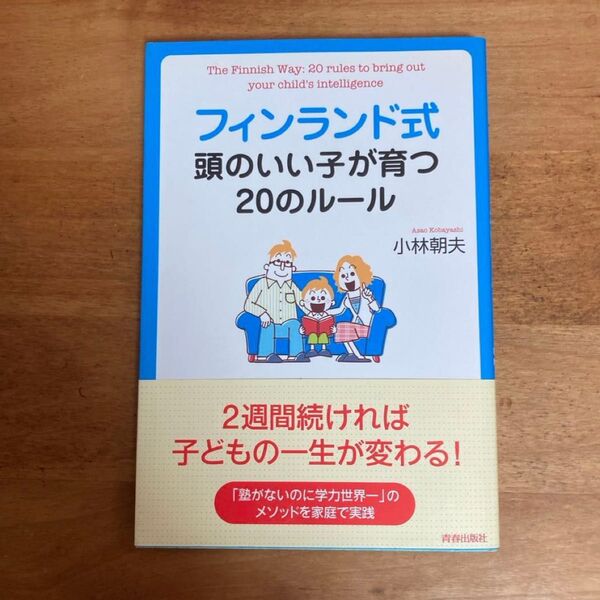 The Finnish Way: 20 rules to bring out
your child's intelligence
フィンランド式
頭のいい子が育つ
20のルール
Asao Kobayashi
小林朝夫
2週間続ければ
子どもの一生が変わる！
「塾がないのに学力世界一」の
メソッドを家庭で実践
青春出版社